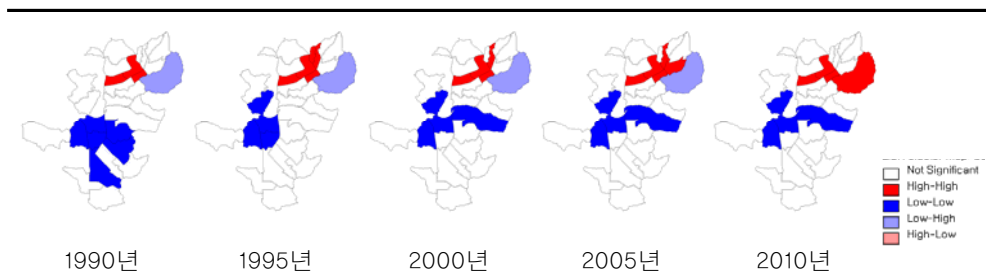 Not Significant
High-High
Low-Low
Low-High
High-Low
1990년 1995년 2000년 2005년 2010년